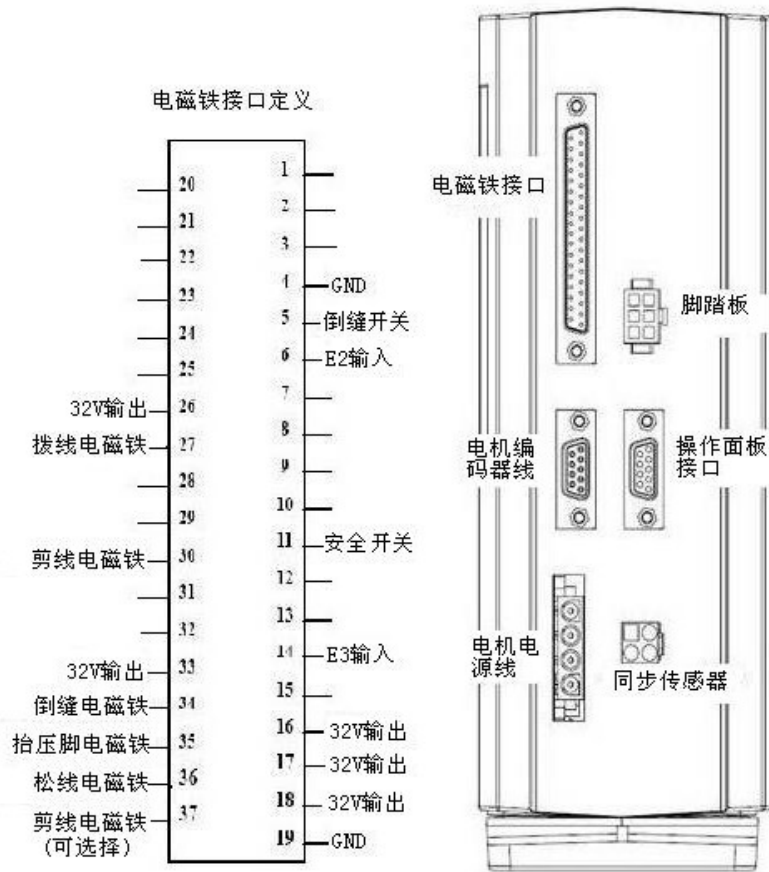 电磁铁接口定义
1
20
2
21
3
22
4
GND
23
5
倒缝开关
24
6
E2输入
25
7
32V输出
26
8
拨线电磁铁
27
9
28
10
29
11
安全开关
剪线电磁铁
30
12
31
13
32
14
E3输入
32V输出
33
15
倒缝电磁铁
34
16
32V输出
抬压脚电磁铁
35
17
32V输出
松线电磁铁
36
18
32V输出
剪线电磁铁
(可选择)
37
19
GND
电磁铁接口
脚踏板
电机编
码器线
操作面板
接口
电机电
源线
同步传感器